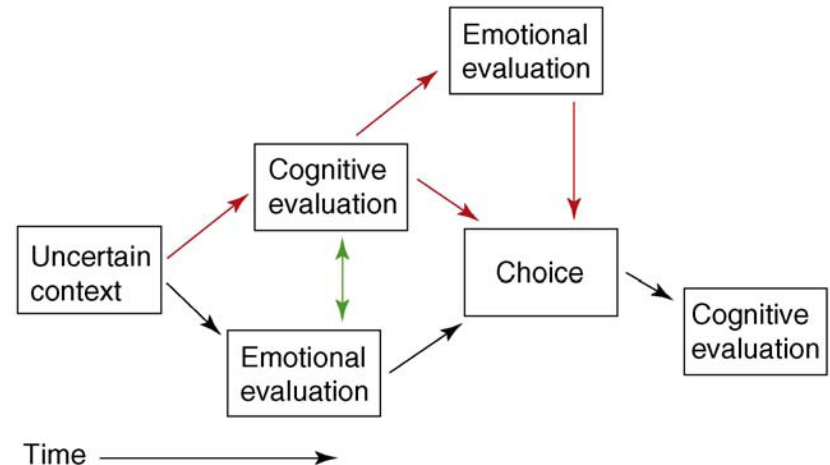 Emotional
evaluation
Cognitive
evaluation
Uncertain
context
Choice
Cognitive
evaluation
Emotional
evaluation
Time